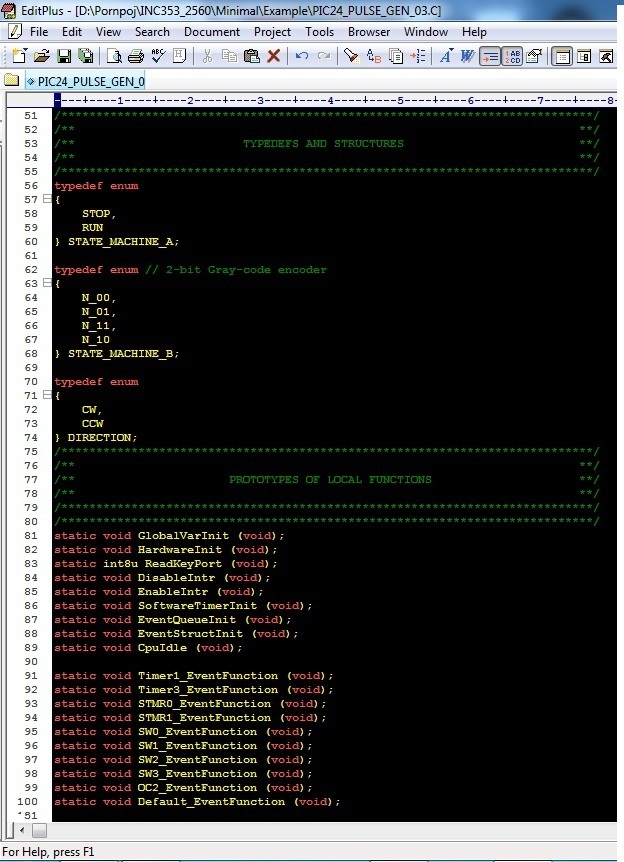 EditPlus - [D:\Pornpoj\INC353_2560\Minimal\Example\PIC24_PULSE_GEN_03.C]
File Edit View Search Document Project Tools Browser Window Help
PIC24_PULSE_GEN_0
----+----1----+----2----+----3----+----4----+----5----+----6----+----7----+----8-
51 /****************************************************************************/
52 /** **/
53 /** TYPEDEFS AND STRUCTURES **/
54 /** **/
55 /****************************************************************************/
56 typedef enum
57 {
58 STOP,
59 RUN
60 } STATE_MACHINE_A;
61
62 typedef enum // 2-bit Gray-code encoder
63 {
64 N_00,
65 N_01,
66 N_11,
67 N_10
68 } STATE_MACHINE_B;
69
70 typedef enum
71 {
72 CW,
73 CCW
74 } DIRECTION;
75 /****************************************************************************/
76 /** **/
77 /** PROTOTYPES OF LOCAL FUNCTIONS **/
78 /** **/
79 /****************************************************************************/
80 /****************************************************************************/
81 static void GlobalVarInit (void);
82 static void HardwareInit (void);
83 static int8u ReadKeyPort (void);
84 static void DisableIntr (void);
85 static void EnableIntr (void);
86 static void SoftwareTimerInit (void);
87 static void EventQueueInit (void);
88 static void EventStructInit (void);
89 static void CpuIdle (void);
90
91 static void Timer1_EventFunction (void);
92 static void Timer3_EventFunction (void);
93 static void STMR0_EventFunction (void);
94 static void STMR1_EventFunction (void);
95 static void SW0_EventFunction (void);
96 static void SW1_EventFunction (void);
97 static void SW2_EventFunction (void);
98 static void SW3_EventFunction (void);
99 static void OC2_EventFunction (void);
100 static void Default_EventFunction (void);
For Help, press F1